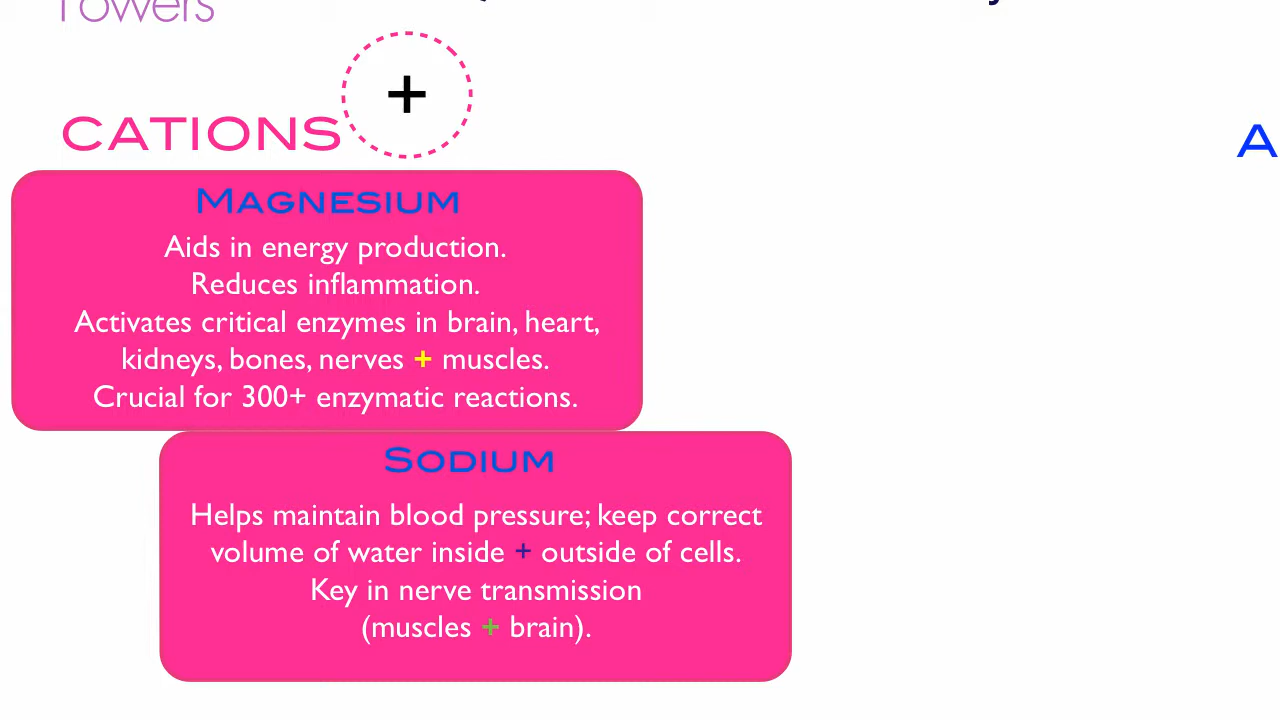 Powers
+
CATIONS
A
MAGNESIUM
Aids in energy production.
Reduces inflammation.
Activates critical enzymes in brain, heart,
kidneys, bones, nerves + muscles.
Crucial for 300+ enzymatic reactions.
SODIUM
Helps maintain blood pressure; keep correct
volume of water inside + outside of cells.
Key in nerve transmission
(muscles + brain).